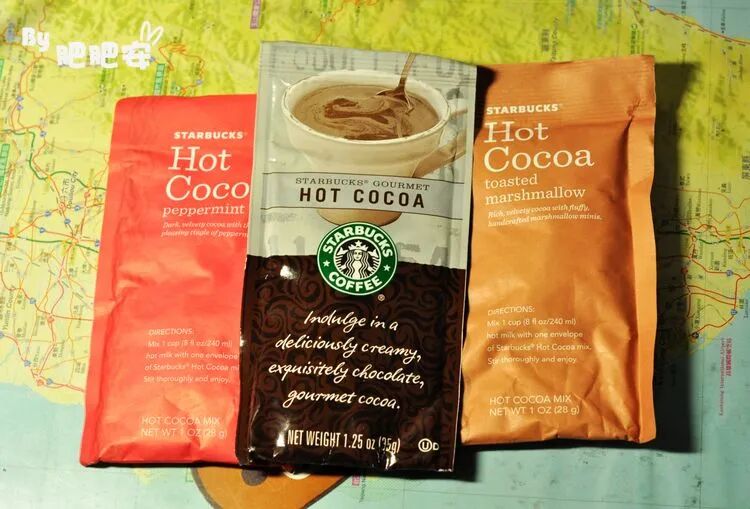 By 肥肥安
STARBUCKS®
Hot
Coco
peppermint
Dark, velvety cocoa with
pleasing tingle of pepperm
DIRECTIONS:
Mix 1 cup (8 fl oz/240 ml)
hot milk with one envelope
of Starbucks® Hot Cocoa mix.
Stir thoroughly and enjoy.
HOT COCOA MIX
NET WT 1 OZ (28 g)
STARBUCKS® GOURMET
HOT COCOA
STARBUCKS
COFFEE
®
Indulge in a
deliciously creamy,
exquisitely chocolate,
gourmet cocoa.
NET WEIGHT 1.25 oz (35g)
U D
STARBUCKS®
Hot
Cocoa
toasted
marshmallow
Rich, velvety cocoa with fluffy,
handcrafted marshmallow minis.
DIRECTIONS:
Mix 1 cup (8 fl oz/240 ml)
hot milk with one envelope
of Starbucks® Hot Cocoa mix.
Stir thoroughly and enjoy.
HOT COCOA MIX
NET WT 1 OZ (28 g)